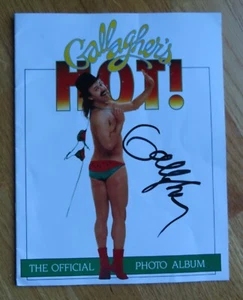 Gallagher's
HOT!
Gallagher
THE OFFICIAL PHOTO ALBUM